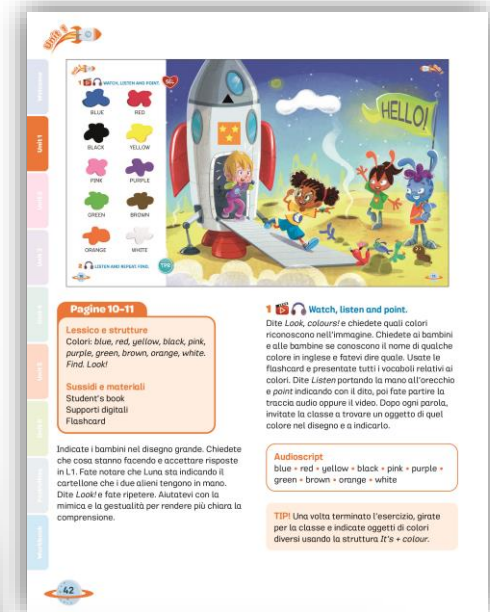 Unit 1
1 WATCH, LISTEN AND POINT.
BLUE
RED
BLACK
YELLOW
PINK
PURPLE
GREEN
BROWN
ORANGE
WHITE
2 LISTEN AND REPEAT. FIND.
HELLO!
Unit 1
Pagine 10-11
Lessico e strutture
Colori: blue, red, yellow, black, pink,
purple, green, brown, orange, white.
Find. Look!
Sussidi e materiali
Student's book
Supporti digitali
Flashcard
Indicate i bambini nel disegno grande. Chiedete
che cosa stanno facendo e accettare risposte
in L1. Fate notare che Luna sta indicando il
cartellone che i due alieni tengono in mano.
Dite Look! e fate ripetere. Aiutatevi con la
mimica e la gestualità per rendere più chiara la
comprensione.
1 Watch, listen and point.
Dite Look, colours! e chiedete quali colori
riconoscono nell'immagine. Chiedete ai bambini
e alle bambine se conoscono il nome di qualche
colore in inglese e fatevi dire quale. Usate le
flashcard e presentate tutti i vocaboli relativi ai
colori. Dite Listen portando la mano all'orecchio
e point indicando con il dito, poi fate partire la
traccia audio oppure il video. Dopo ogni parola,
invitate la classe a trovare un oggetto di quel
colore nel disegno e a indicarlo.
Audioscript
blue • red • yellow • black • pink • purple •
green • brown • orange • white
TIP! Una volta terminato l'esercizio, girate
per la classe e indicate oggetti di colori
diversi usando la struttura It's + colour.
42